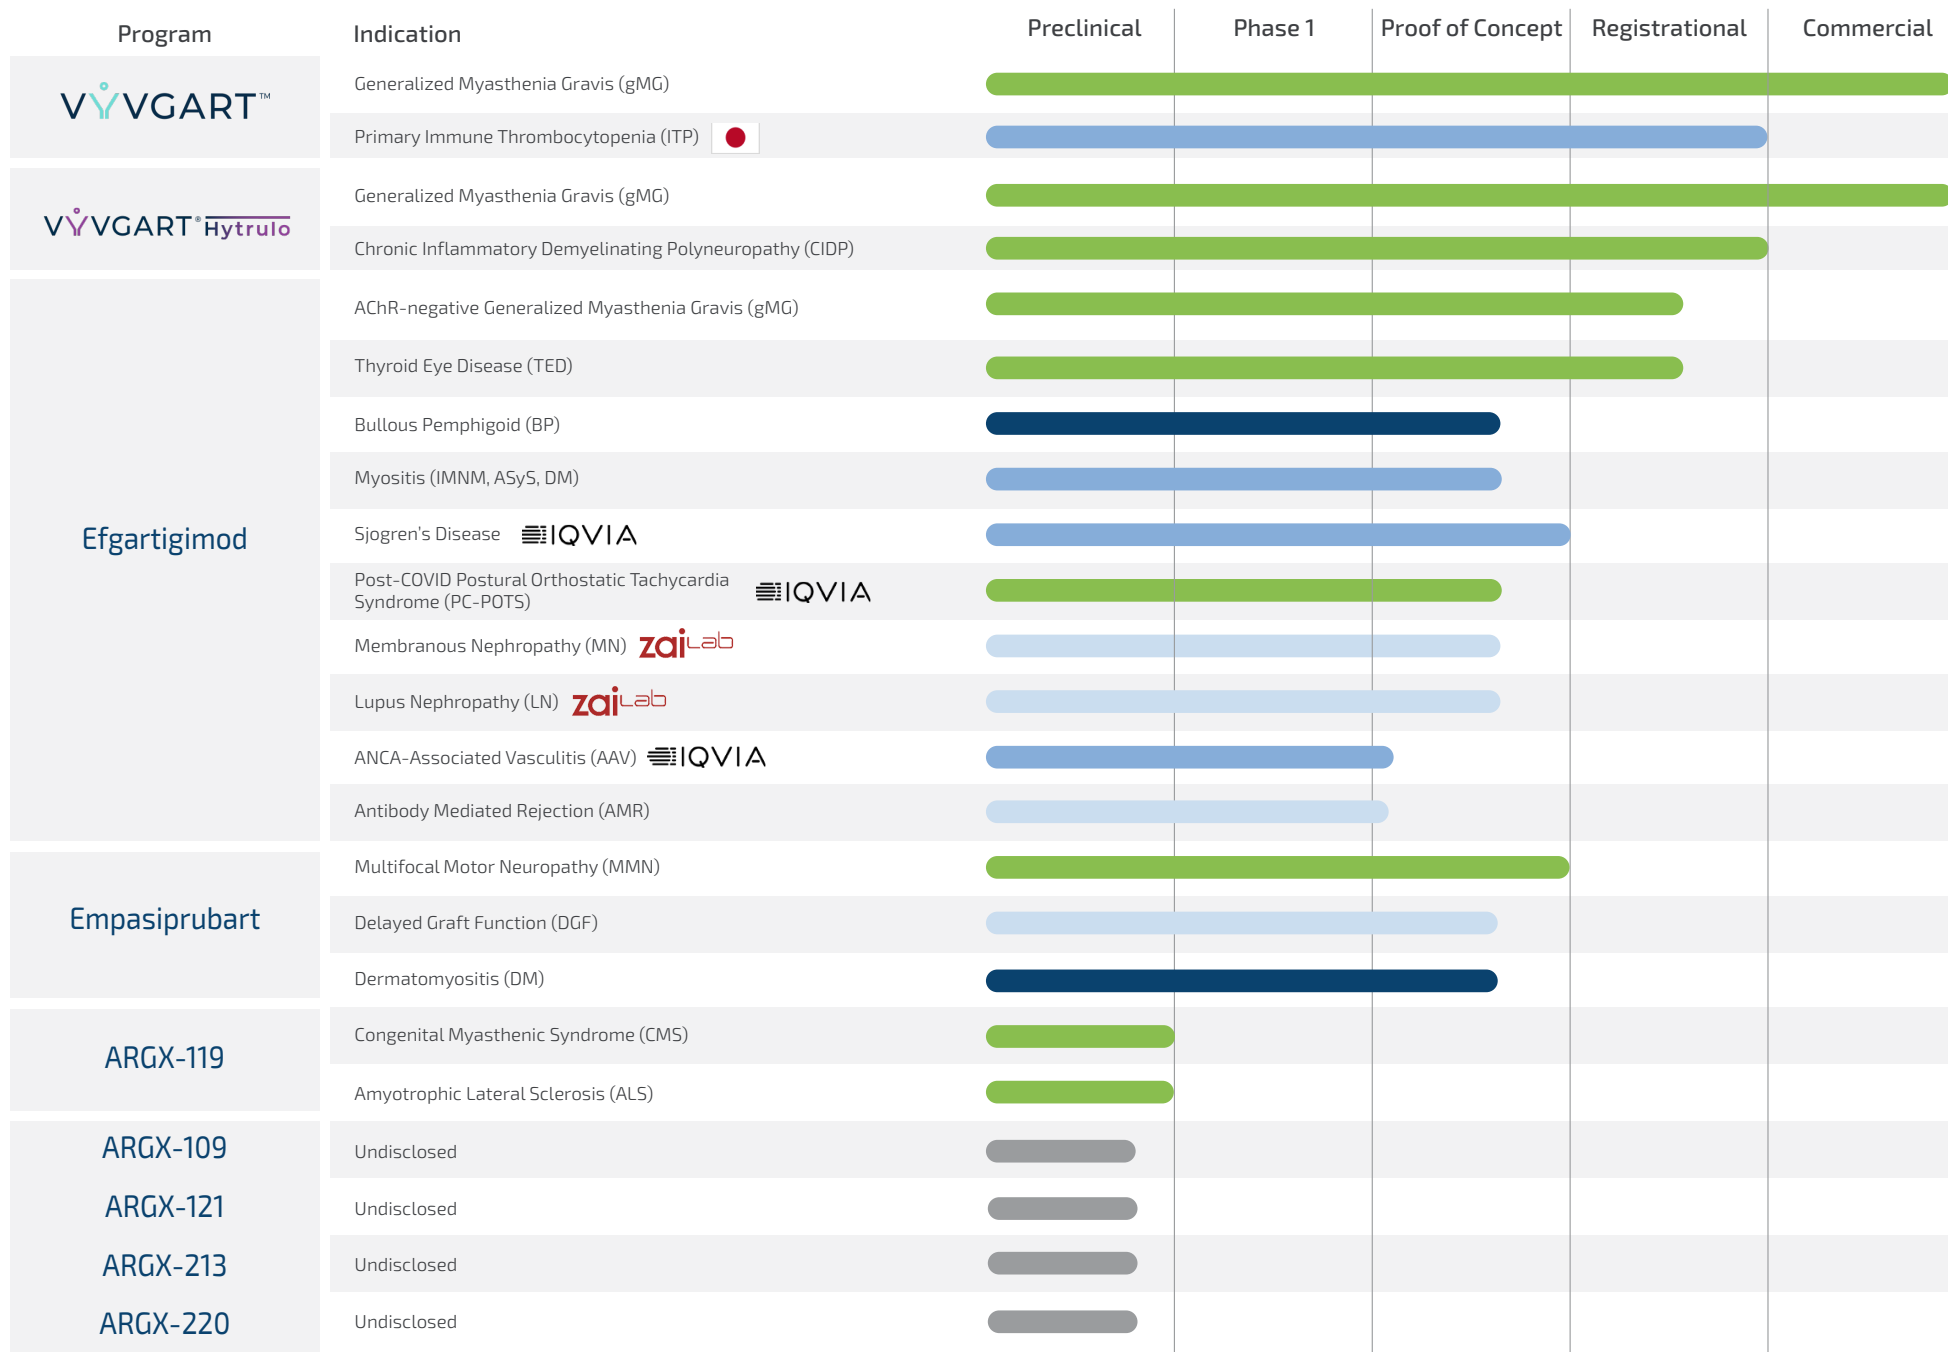 Program
Indication
Preclinical
Phase 1
Proof of Concept
Registrational
Commercial
VYVGART™
Generalized Myasthenia Gravis (gMG)
Primary Immune Thrombocytopenia (ITP)
VYVGART® Hytrulo
Generalized Myasthenia Gravis (gMG)
Chronic Inflammatory Demyelinating Polyneuropathy (CIDP)
Efgartigimod
AChR-negative Generalized Myasthenia Gravis (gMG)
Thyroid Eye Disease (TED)
Bullous Pemphigoid (BP)
Myositis (IMNM, ASyS, DM)
Sjogren's Disease IQVIA
Post-COVID Postural Orthostatic Tachycardia
Syndrome (PC-POTS) IQVIA
Membranous Nephropathy (MN) zaiLab
Lupus Nephropathy (LN) zaiLab
ANCA-Associated Vasculitis (AAV) IQVIA
Antibody Mediated Rejection (AMR)
Empasiprubart
Multifocal Motor Neuropathy (MMN)
Delayed Graft Function (DGF)
Dermatomyositis (DM)
ARGX-119
Congenital Myasthenic Syndrome (CMS)
Amyotrophic Lateral Sclerosis (ALS)
ARGX-109
Undisclosed
ARGX-121
Undisclosed
ARGX-213
Undisclosed
ARGX-220
Undisclosed